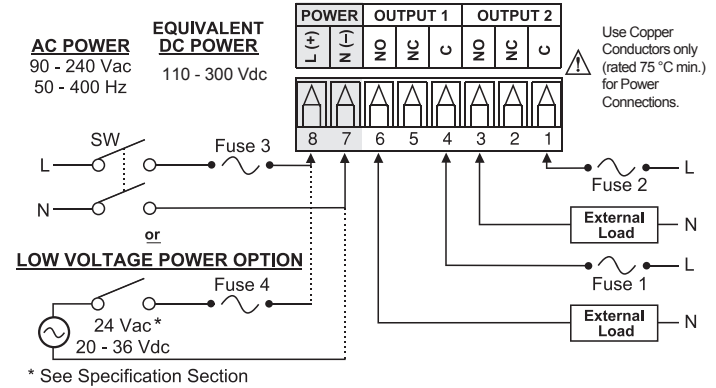 AC POWER
90 - 240 Vac
50 - 400 Hz
EQUIVALENT
DC POWER
110 - 300 Vdc
POWER OUTPUT 1 OUTPUT 2
L (+) N (–) NO NC C NO NC C
8 7 6 5 4 3 2 1
Use Copper
Conductors only
(rated 75 °C min.)
for Power
Connections.
SW
Fuse 3
L
N
or
LOW VOLTAGE POWER OPTION
Fuse 4
24 Vac*
20 - 36 Vdc
* See Specification Section
L
Fuse 2
External
Load
N
L
Fuse 1
External
Load
N